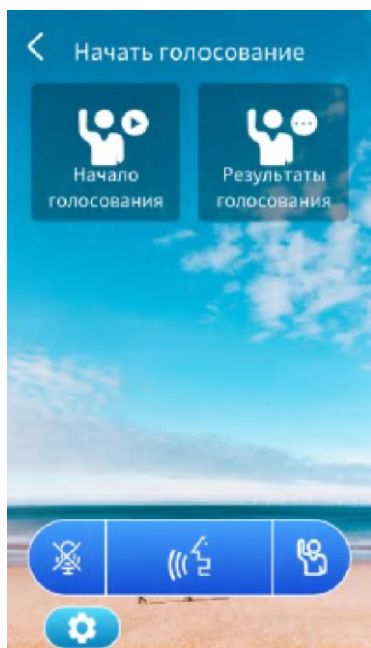 Начать голосование
Начало
голосования
Результаты
голосования